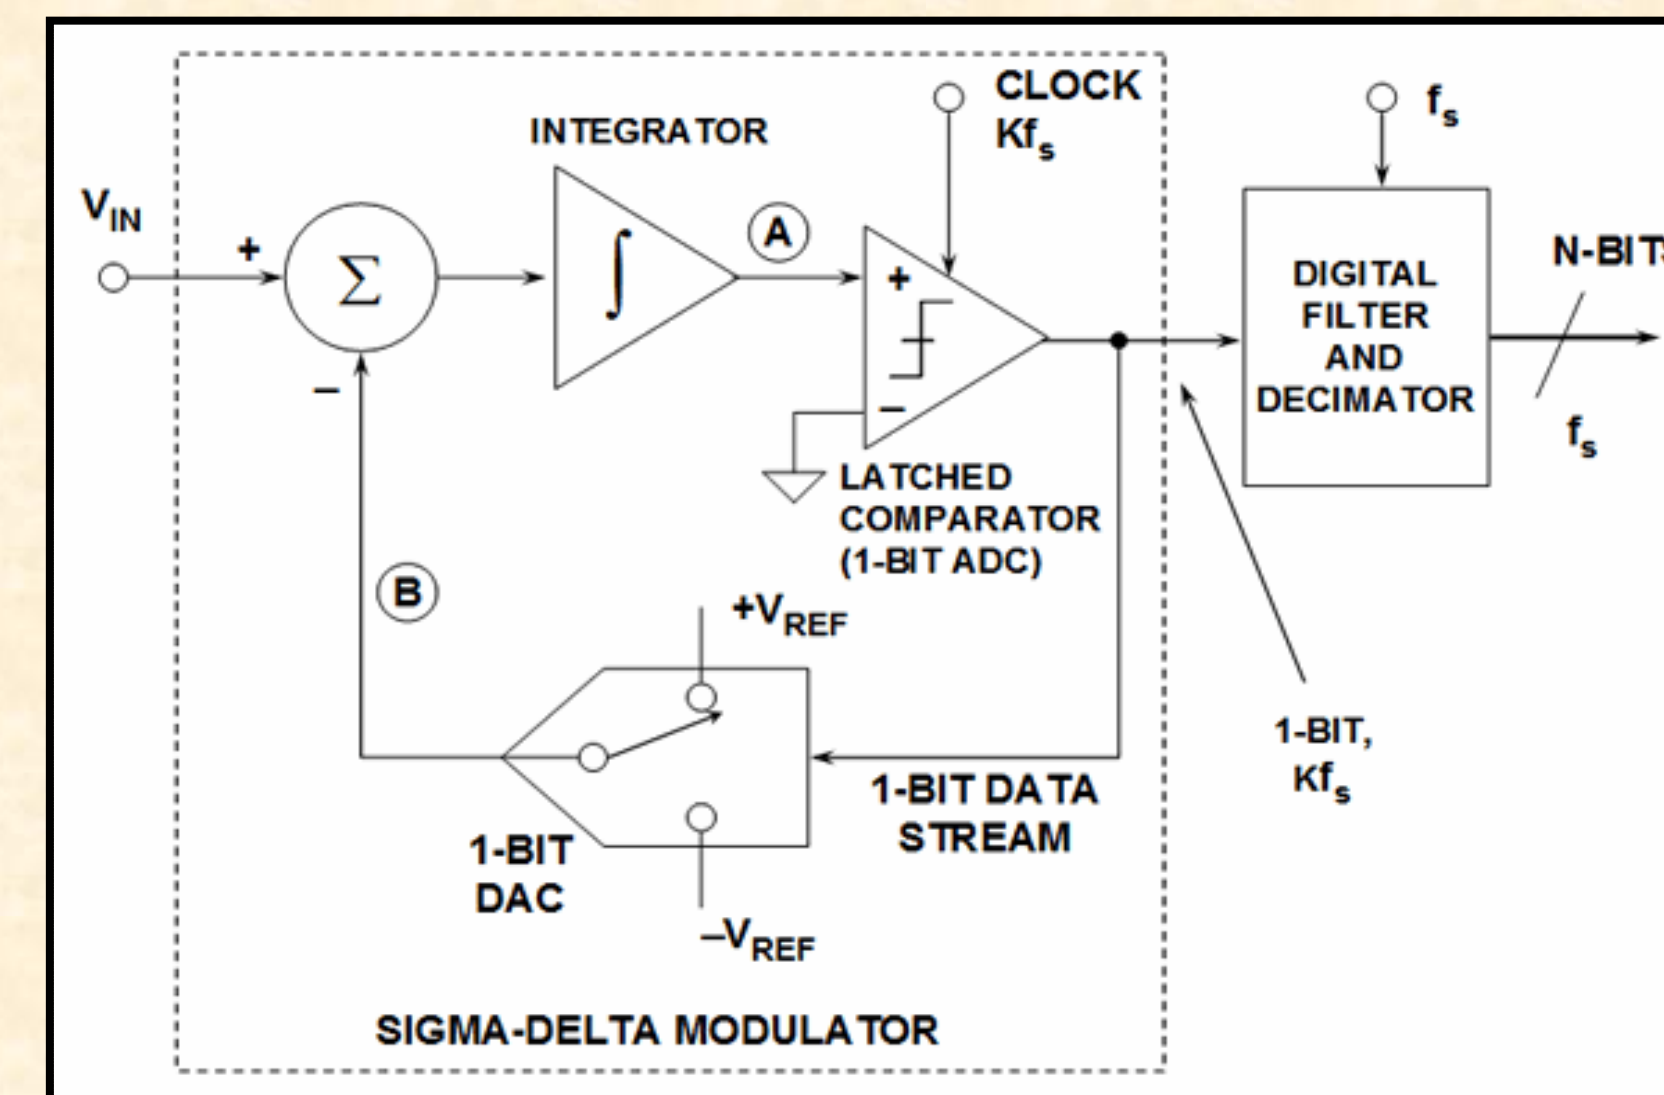 CLOCK
Kfs
fs
INTEGRATOR
VIN
+
Σ
∫
A
+
−
DIGITAL
FILTER
AND
DECIMATOR
N-BITS
fs
−
LATCHED
COMPARATOR
(1-BIT ADC)
B
+VREF
1-BIT DATA
STREAM
1-BIT,
Kfs
1-BIT
DAC
–VREF
SIGMA-DELTA MODULATOR